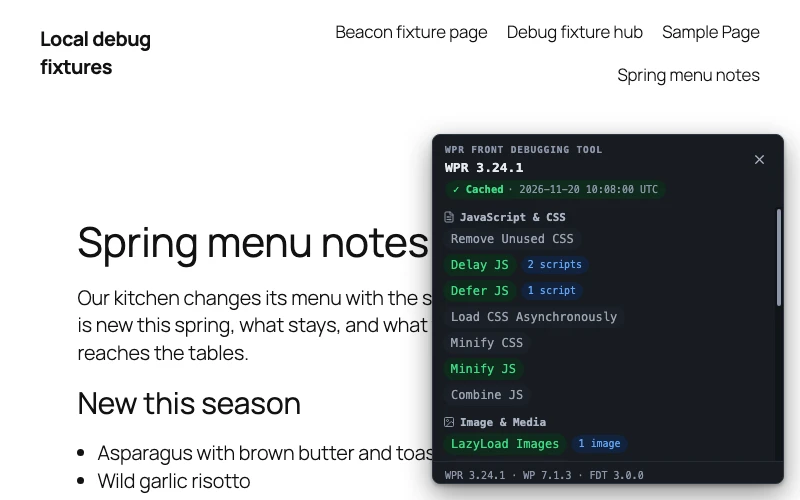 Local debug
fixtures
Beacon fixture page
Debug fixture hub
Sample Page
Spring menu notes
Spring menu notes
Our kitchen changes its menu with the s
is new this spring, what stays, and what
reaches the tables.
New this season
Asparagus with brown butter and toas
Wild garlic risotto
WPR FRONT DEBUGGING TOOL
WPR 3.24.1
✓ Cached · 2026-11-20 10:08:00 UTC
JavaScript & CSS
Remove Unused CSS
Delay JS 2 scripts
Defer JS 1 script
Load CSS Asynchronously
Minify CSS
Minify JS
Combine JS
Image & Media
LazyLoad Images 1 image
WPR 3.24.1 · WP 7.1.3 · FDT 3.0.0